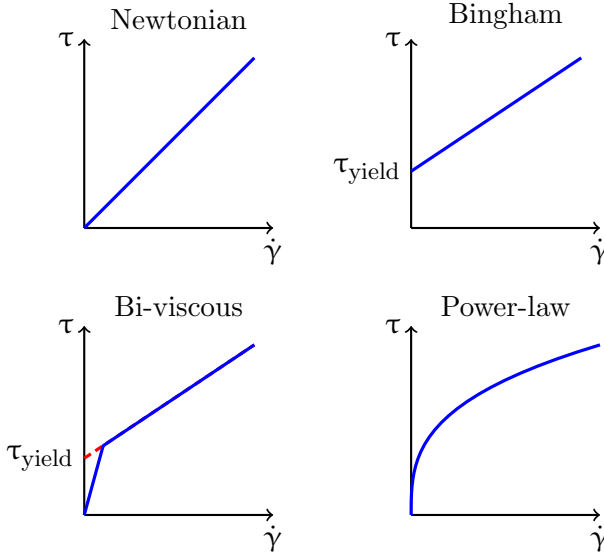 Newtonian
τ
γ̇
Bingham
τ
τyield
γ̇
Bi-viscous
τ
τyield
γ̇
Power-law
τ
γ̇